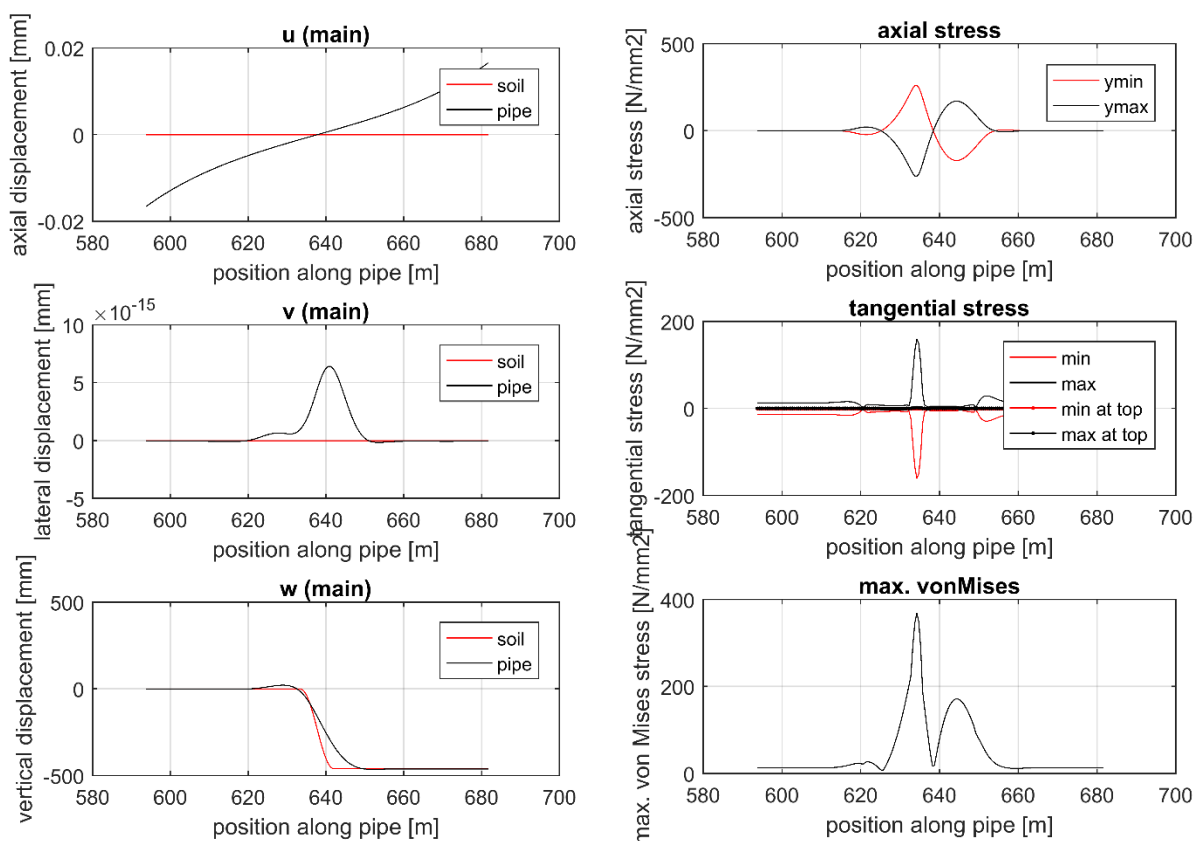 u (main)
axial displacement [mm]
0.02
0
-0.02
soil
pipe
580 600 620 640 660 680 700
position along pipe [m]
axial stress
axial stress [N/mm2]
500
0
-500
ymin
ymax
580 600 620 640 660 680 700
position along pipe [m]
v (main)
×10-15
lateral displacement [mm]
10
5
0
-5
soil
pipe
580 600 620 640 660 680 700
position along pipe [m]
tangential stress
tangential stress [N/mm2]
200
0
-200
min
max
min at top
max at top
580 600 620 640 660 680 700
position along pipe [m]
w (main)
vertical displacement [mm]
500
0
-500
soil
pipe
580 600 620 640 660 680 700
position along pipe [m]
max. vonMises
max. von Mises stress [N/mm2]
400
200
0
580 600 620 640 660 680 700
position along pipe [m]